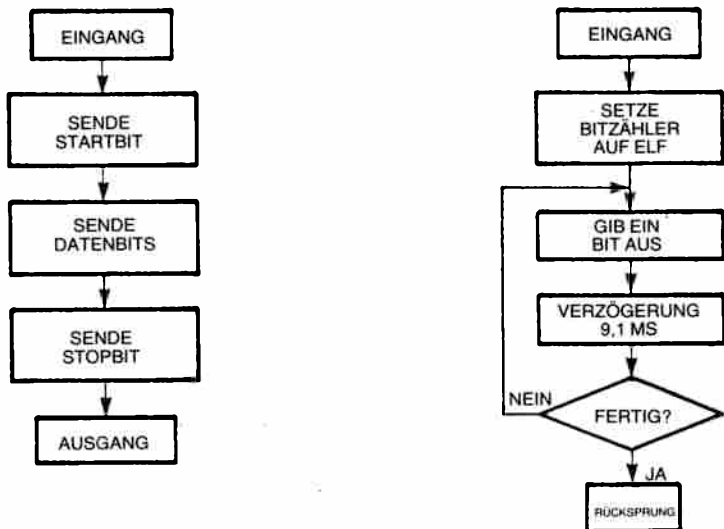 EINGANG
SENDE
STARTBIT
SENDE
DATENBITS
SENDE
STOPBIT
AUSGANG
EINGANG
SETZE
BITZÄHLER
AUF ELF
GIB EIN
BIT AUS
VERZÖGERUNG
9,1 MS
NEIN
FERTIG?
JA
RÜCKSPRUNG